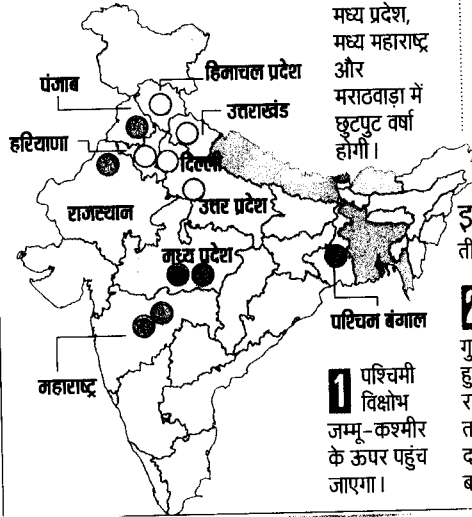 मध्य प्रदेश,
मध्य महाराष्ट्र
और
मराठवाड़ा में
छुटपुट वर्षा
होगी।
हिमाचल प्रदेश
पंजाब
उत्तराखंड
हरियाणा
दिल्ली
राजस्थान
उत्तर प्रदेश
मध्य प्रदेश
पश्चिम बंगाल
महाराष्ट्र
1 पश्चिमी
विक्षोभ
जम्मू-कश्मीर
के ऊपर पहुंच
जाएगा।
2